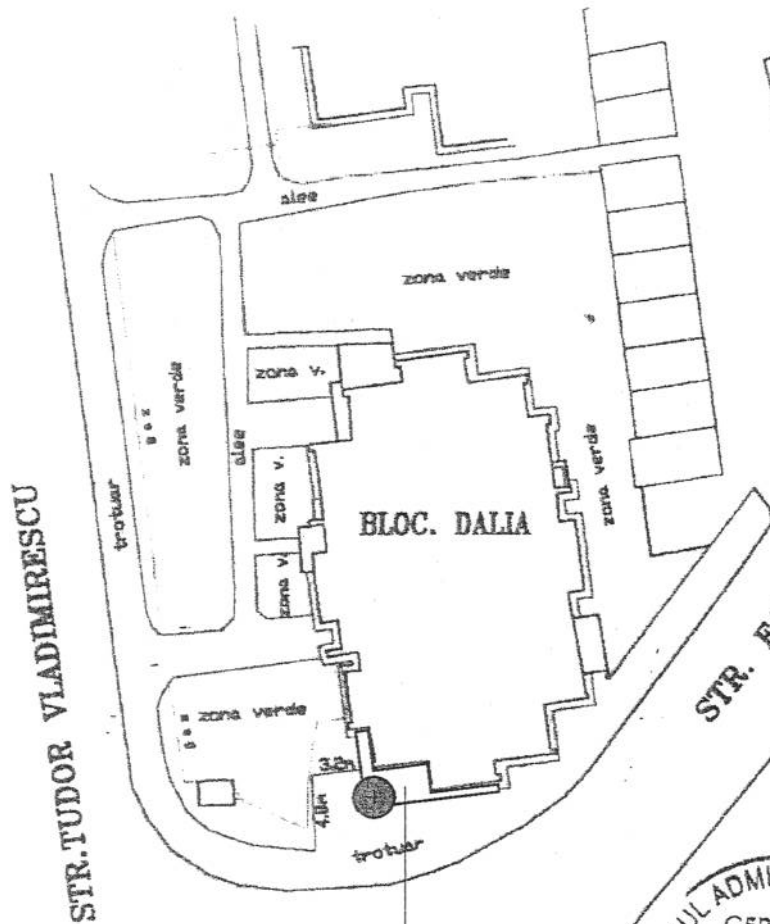 alee
zona verde
zona v.
gaz
zona verde
alee
zona v.
zona verde
trotuar
BLOC. DALIA
zona v.
STR.TUDOR VLADIMIRESCU
STR.
gaz
zona verde
3.2m
4.0m
trotuar